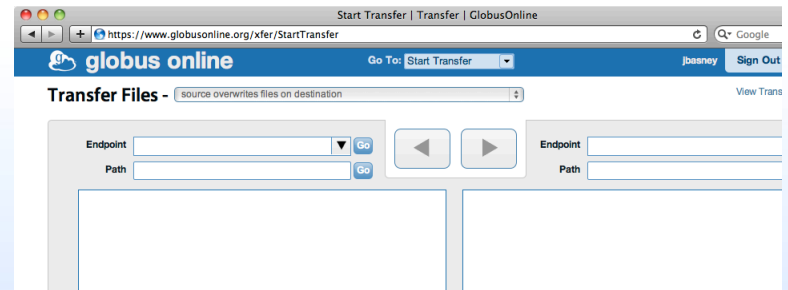 Start Transfer | Transfer | GlobusOnline
https://www.globusonline.org/xfer/StartTransfer
Google
globus online
Go To: Start Transfer
jbasney
Sign Out
Transfer Files -
source overwrites files on destination
View Trans
Endpoint
Go
Endpoint
Path
Go
Path